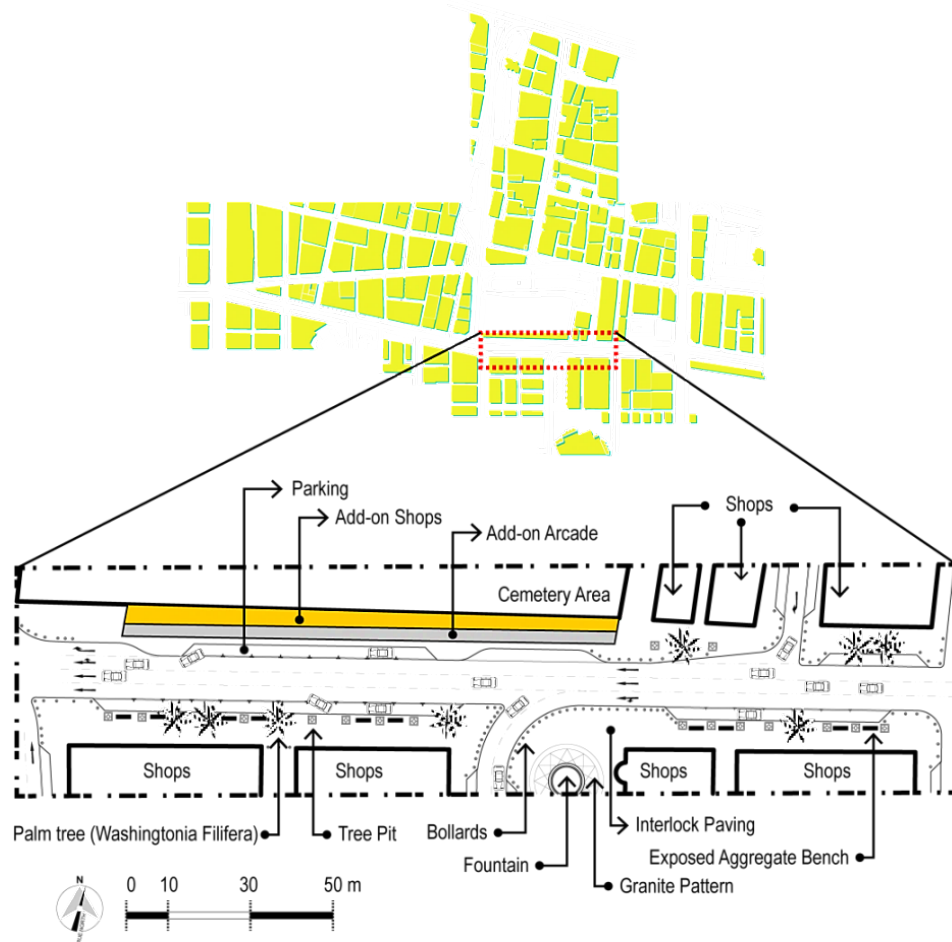 Parking
Add-on Shops
Add-on Arcade
Shops
Cemetery Area
Shops
Shops
Shops
Shops
Palm tree (Washingtonia Filifera)
Tree Pit
Bollards
Interlock Paving
Fountain
Exposed Aggregate Bench
Granite Pattern
N
0 10 30 50 m